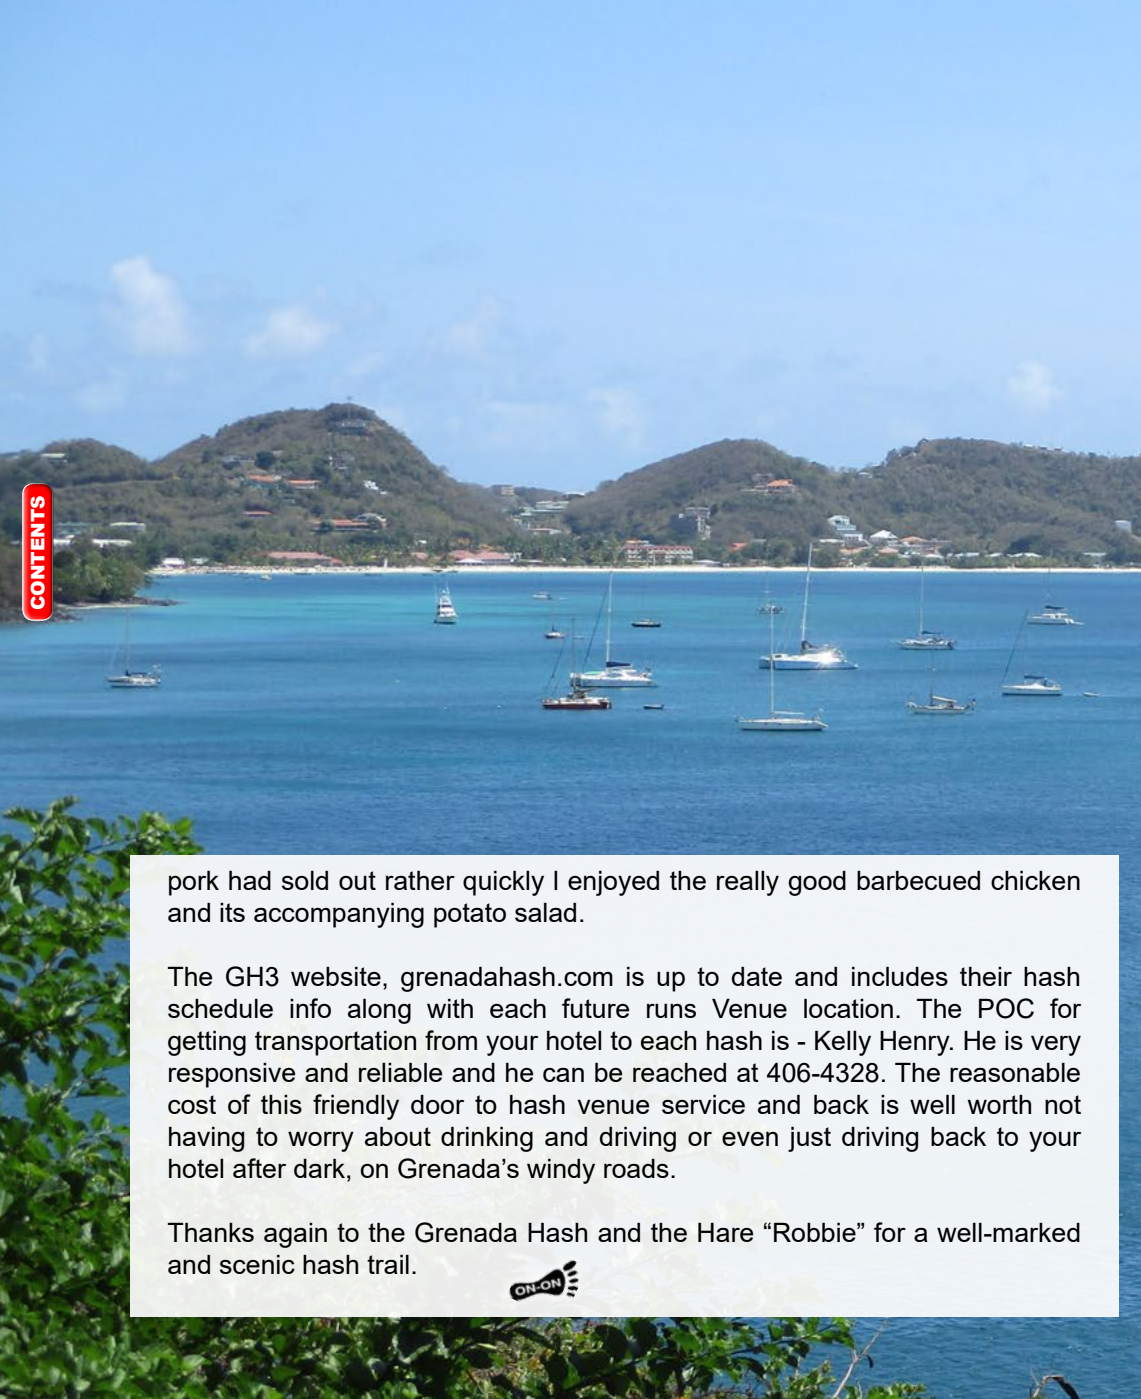 CONTENTS
pork had sold out rather quickly I enjoyed the really good barbecued chicken
and its accompanying potato salad.
The GH3 website, grenadahash.com is up to date and includes their hash
schedule info along with each future runs Venue location. The POC for
getting transportation from your hotel to each hash is - Kelly Henry. He is very
responsive and reliable and he can be reached at 406-4328. The reasonable
cost of this friendly door to hash venue service and back is well worth not
having to worry about drinking and driving or even just driving back to your
hotel after dark, on Grenada’s windy roads.
Thanks again to the Grenada Hash and the Hare “Robbie” for a well-marked
and scenic hash trail.
ON-ON